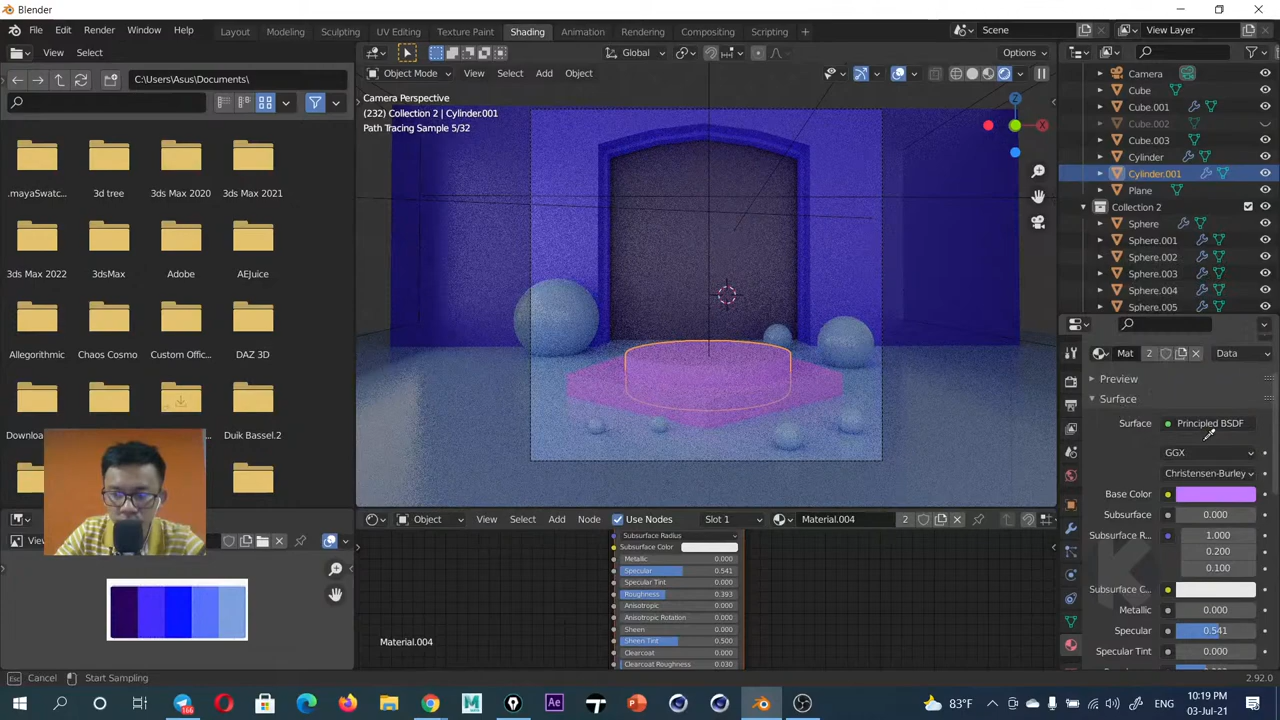 Blender
File Edit Render Window Help
Layout Modeling Sculpting UV Editing Texture Paint Shading Animation Rendering Compositing Scripting
Scene
View Layer
View Select
C:\Users\Asus\Documents\
Global
Options
Object Mode View Select Add Object
Camera Perspective
(232) Collection 2 | Cylinder.001
Path Tracing Sample 5/32
Z
X
.mayaSwatc...
3d tree
3ds Max 2020
3ds Max 2021
3ds Max 2022
3dsMax
Adobe
AEJuice
Allegorithmic
Chaos Cosmo
Custom Offic...
DAZ 3D
Downlo
Duik Bassel.2
Camera
Cube
Cube.001
Cube.002
Cube.003
Cylinder
Cylinder.001
Plane
Collection 2
Sphere
Sphere.001
Sphere.002
Sphere.003
Sphere.004
Sphere.005
Mat 2 Data
Preview
Surface
Surface Principled BSDF
GGX
Christensen-Burley
Base Color
Subsurface 0.000
Subsurface R... 1.000
0.200
0.100
Subsurface C...
Metallic 0.000
Specular 0.541
Specular Tint 0.000
Object View Select Add Node Use Nodes Slot 1 Material.004 2
Subsurface Radius
Subsurface Color
Metallic 0.000
Specular 0.541
Specular Tint 0.000
Roughness 0.393
Anisotropic 0.000
Anisotropic Rotation 0.000
Sheen 0.000
Sheen Tint 0.500
Clearcoat 0.000
Clearcoat Roughness 0.030
Material.004
Cancel Start Sampling
2.92.0
166
Ae
83°F
10:19 PM
03-Jul-21